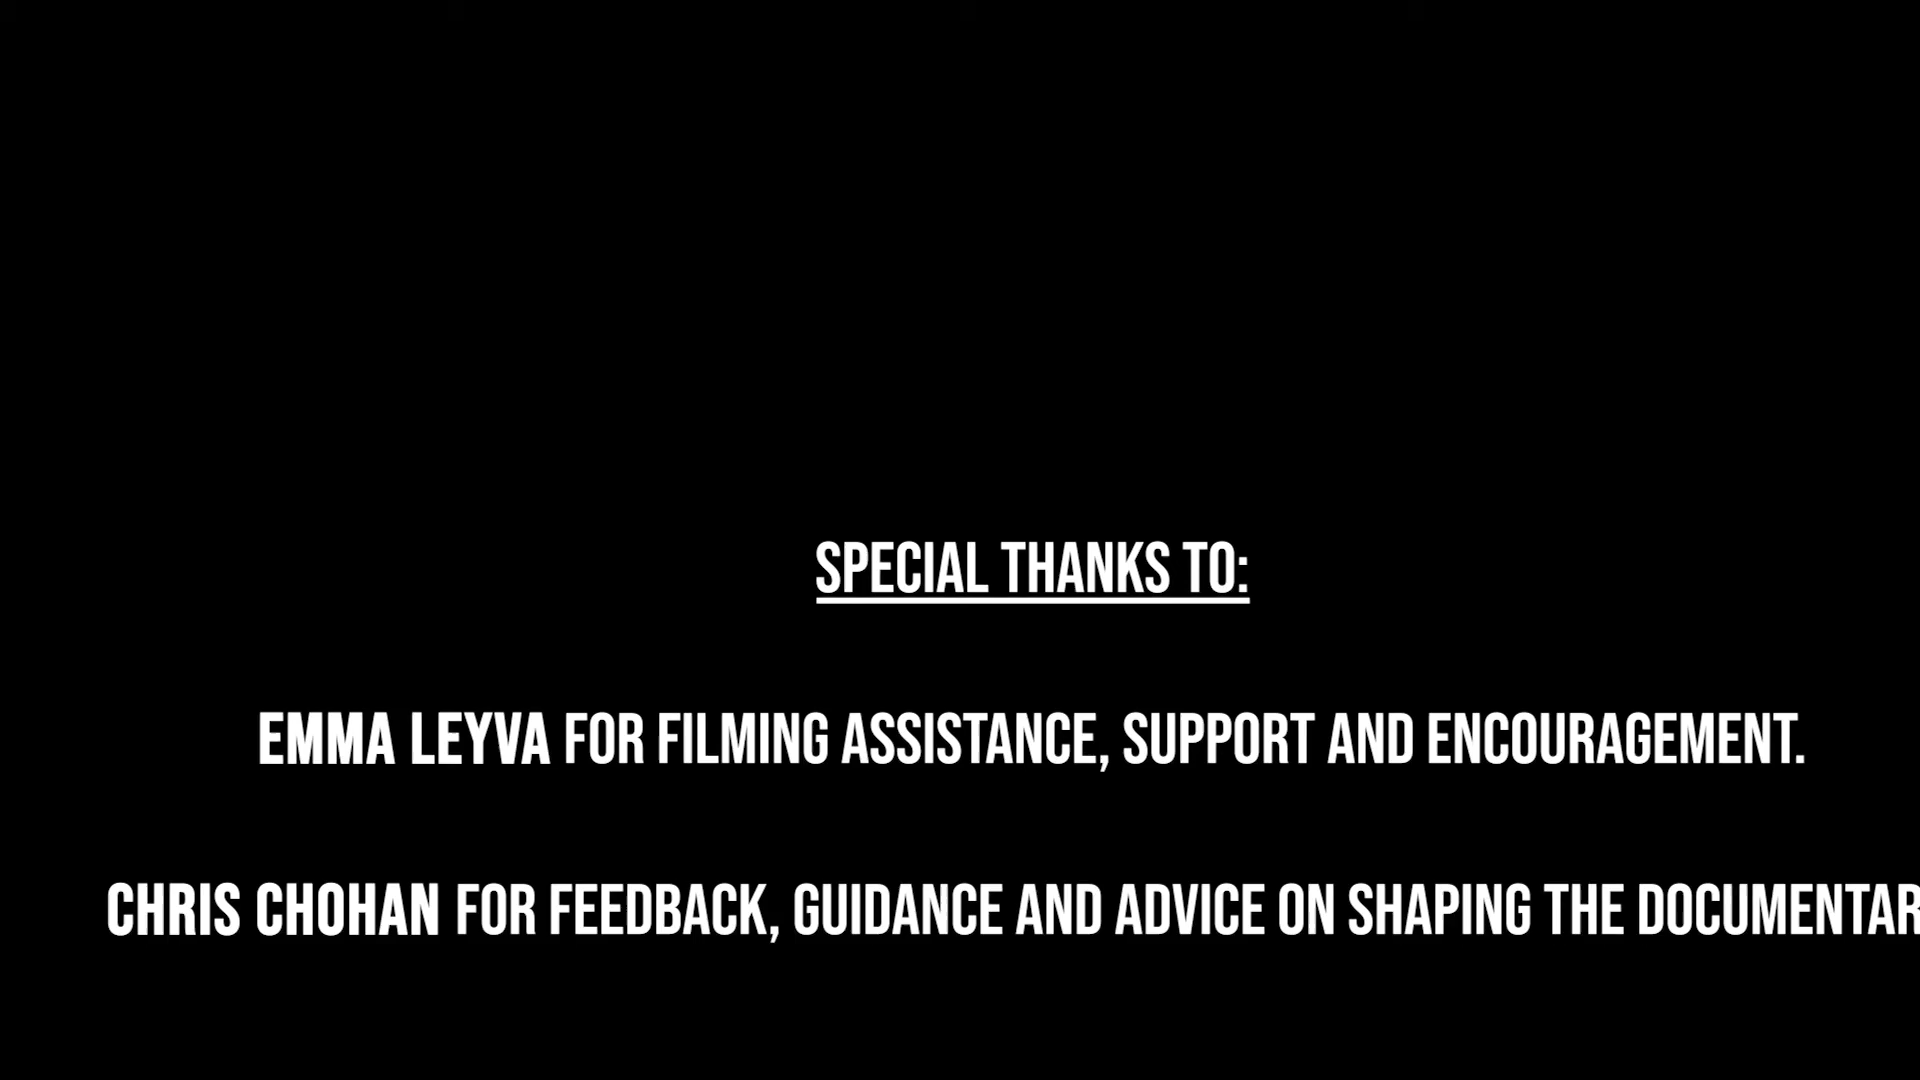 SPECIAL THANKS TO:
EMMA LEYVA FOR FILMING ASSISTANCE, SUPPORT AND ENCOURAGEMENT.
CHRIS CHOHAN FOR FEEDBACK, GUIDANCE AND ADVICE ON SHAPING THE DOCUMENTAR